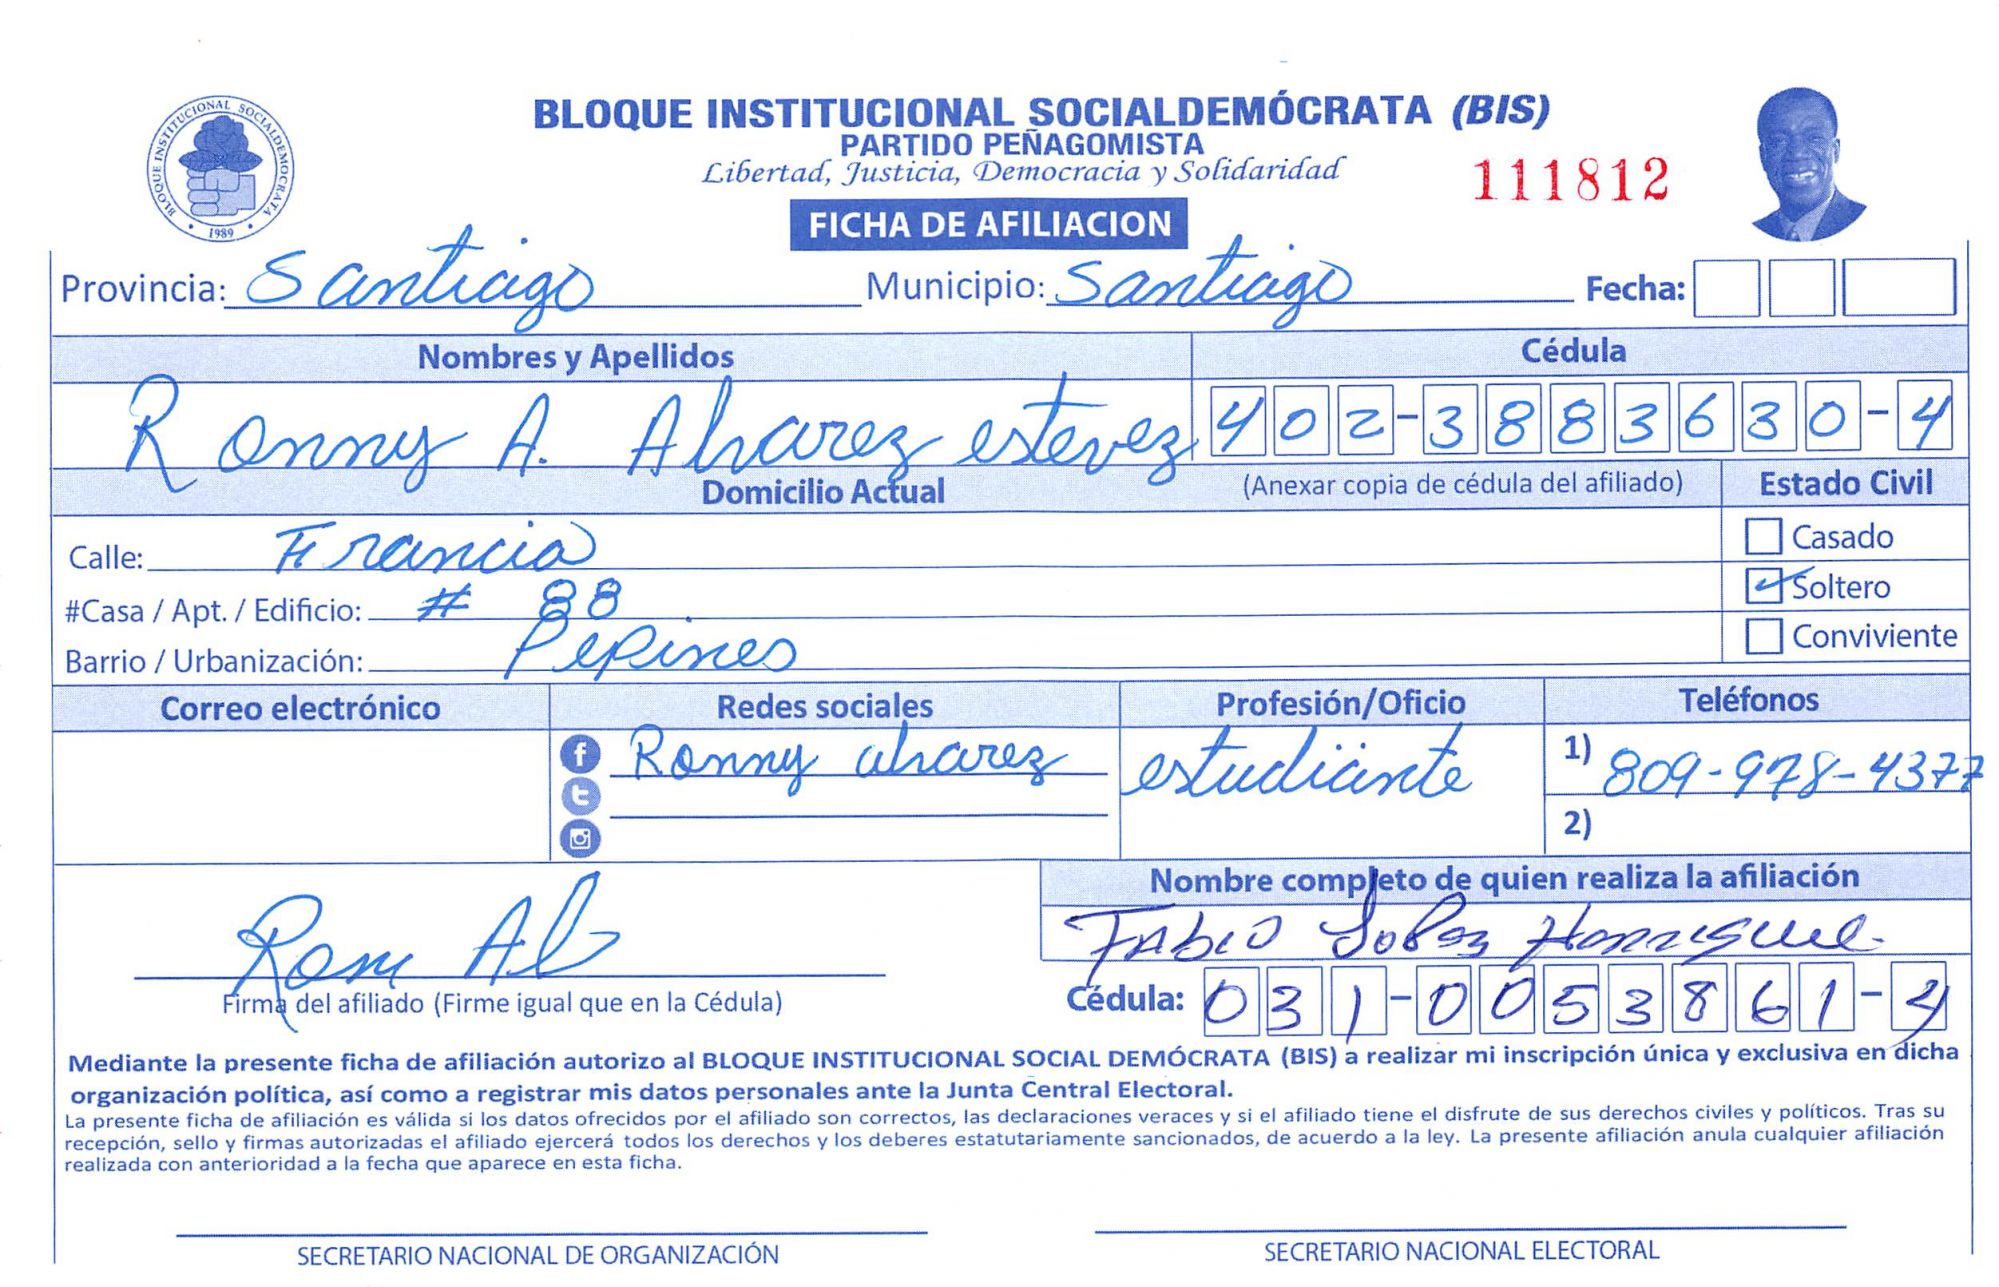 BLOQUE INSTITUCIONAL SOCIALDEMOCRATA
1989
BLOQUE INSTITUCIONAL SOCIALDEMÓCRATA (BIS)
PARTIDO PEÑAGOMISTA
Libertad, Justicia, Democracia y Solidaridad
111812
FICHA DE AFILIACION
Provincia: Santiago Municipio: Santiago Fecha:
Nombres y Apellidos Cédula
Ronny A. Alvarez estevez 402-3883630-4
Domicilio Actual (Anexar copia de cédula del afiliado) Estado Civil
Calle: Francia Casado
#Casa / Apt. / Edificio: # 88 Soltero
Barrio / Urbanización: Pepines Conviviente
Correo electrónico Redes sociales Profesión/Oficio Teléfonos
Ronny alvarez estudiante 1) 809-978-4377
2)
Nombre completo de quien realiza la afiliación
Fabio Lopez Henriquez
Firma del afiliado (Firme igual que en la Cédula) Cédula: 031-0053861-4
Mediante la presente ficha de afiliación autorizo al BLOQUE INSTITUCIONAL SOCIAL DEMÓCRATA (BIS) a realizar mi inscripción única y exclusiva en dicha
organización política, así como a registrar mis datos personales ante la Junta Central Electoral.
La presente ficha de afiliación es válida si los datos ofrecidos por el afiliado son correctos, las declaraciones veraces y si el afiliado tiene el disfrute de sus derechos civiles y políticos. Tras su
recepción, sello y firmas autorizadas el afiliado ejercerá todos los derechos y los deberes estatutariamente sancionados, de acuerdo a la ley. La presente afiliación anula cualquier afiliación
realizada con anterioridad a la fecha que aparece en esta ficha.
SECRETARIO NACIONAL DE ORGANIZACIÓN SECRETARIO NACIONAL ELECTORAL